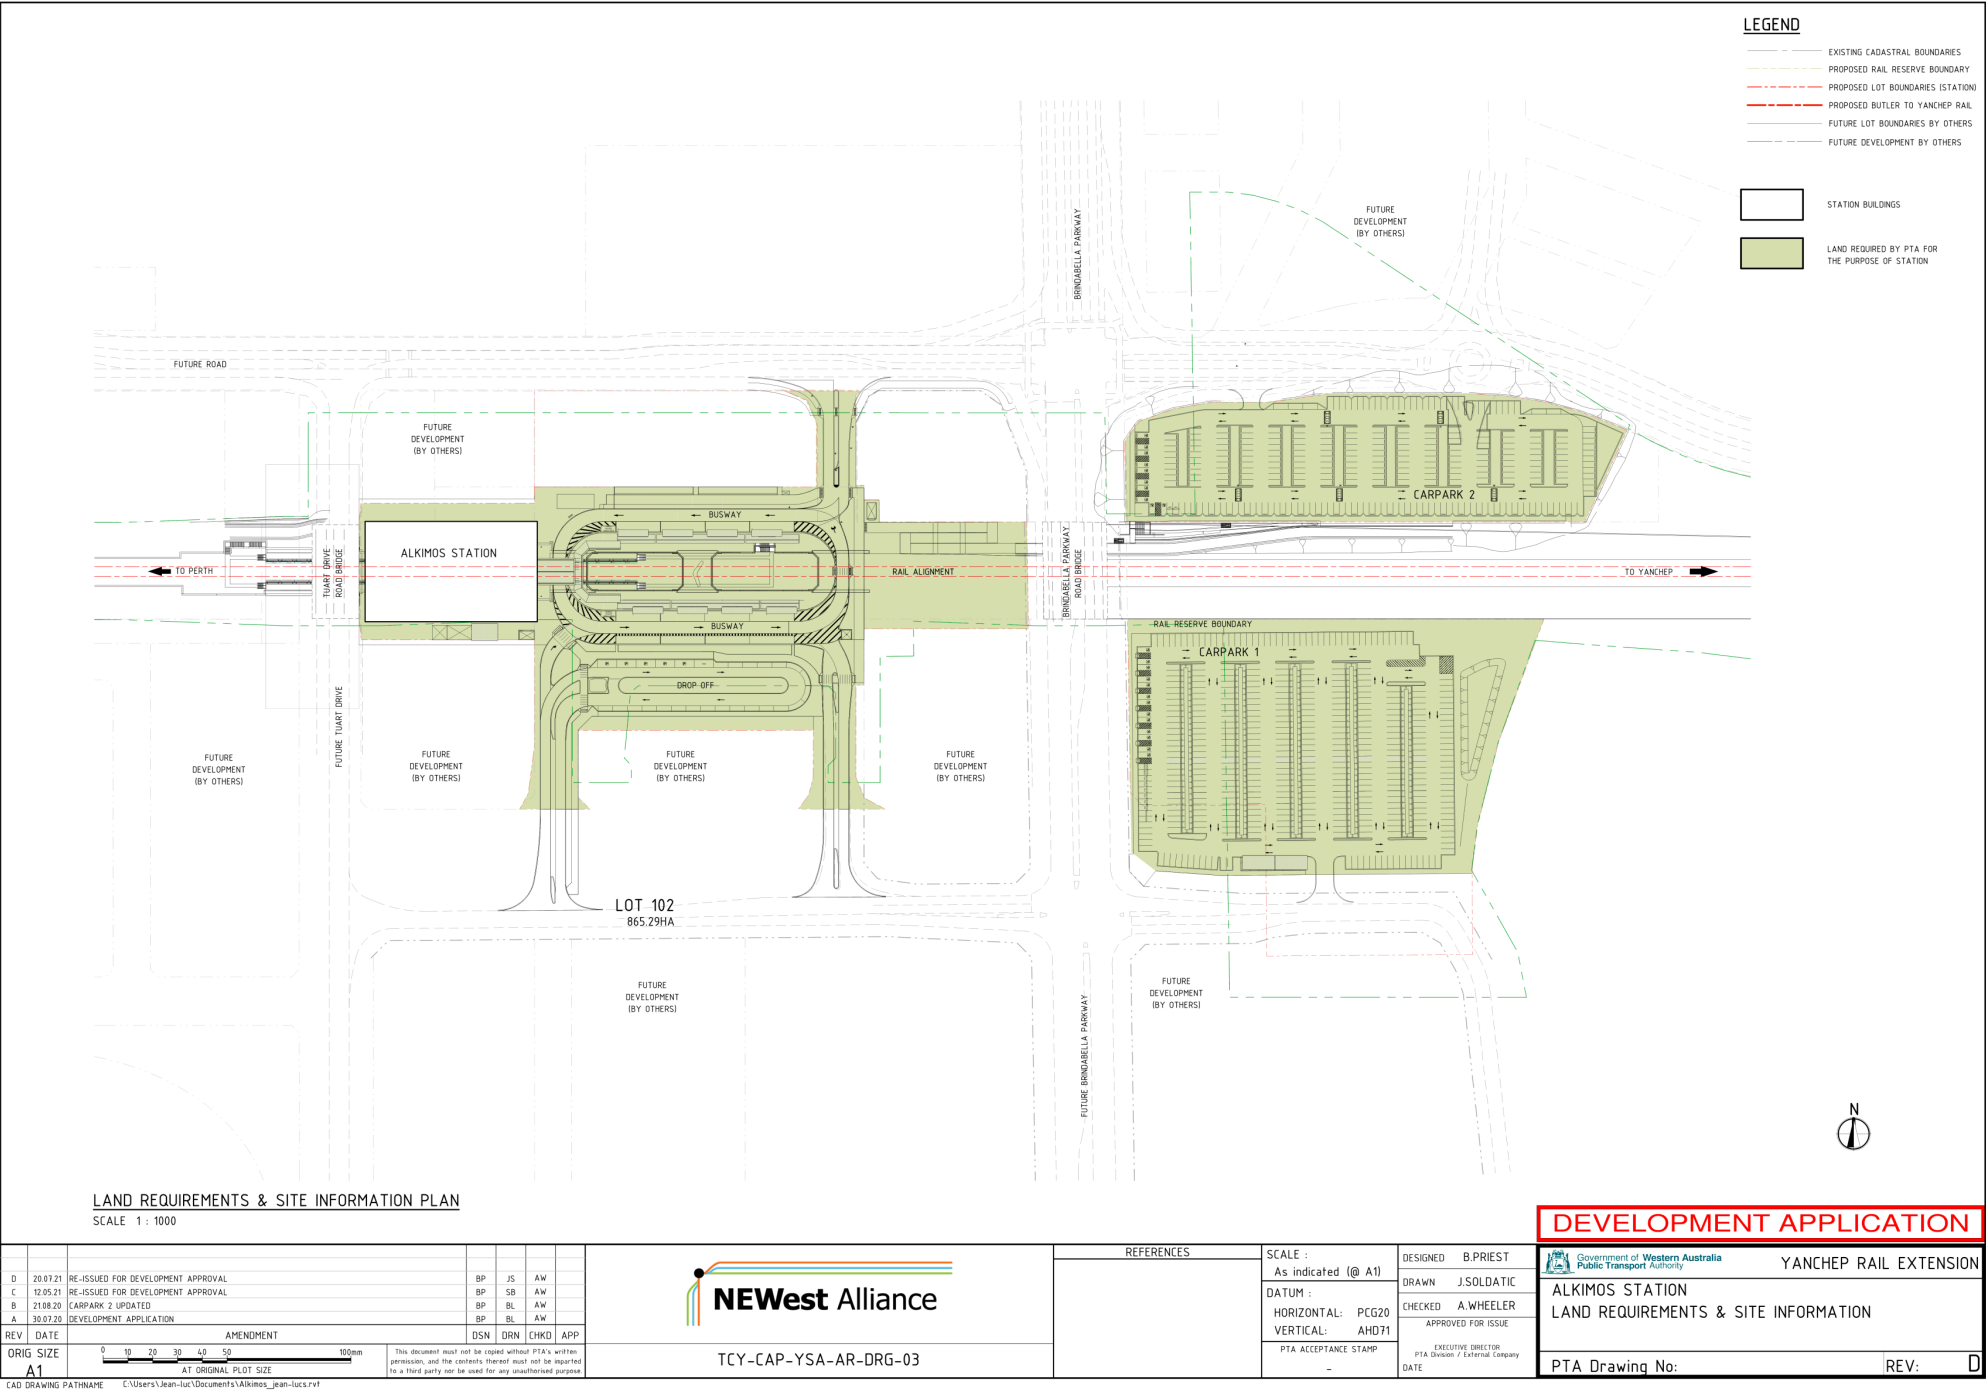 LEGEND
EXISTING CADASTRAL BOUNDARIES
PROPOSED RAIL RESERVE BOUNDARY
PROPOSED LOT BOUNDARIES (STATION)
PROPOSED BUTLER TO YANCHEP RAIL
FUTURE LOT BOUNDARIES BY OTHERS
FUTURE DEVELOPMENT BY OTHERS
STATION BUILDINGS
LAND REQUIRED BY PTA FOR
THE PURPOSE OF STATION
FUTURE
DEVELOPMENT
(BY OTHERS)
BRINDABELLA PARKWAY
FUTURE ROAD
FUTURE
DEVELOPMENT
(BY OTHERS)
CARPARK 2
BUSWAY
ALKIMOS STATION
TUART DRIVE
ROAD BRIDGE
BRINDABELLA PARKWAY
ROAD BRIDGE
TO PERTH
RAIL ALIGNMENT
TO YANCHEP
BUSWAY
RAIL RESERVE BOUNDARY
CARPARK 1
DROP OFF
FUTURE TUART DRIVE
FUTURE
DEVELOPMENT
(BY OTHERS)
FUTURE
DEVELOPMENT
(BY OTHERS)
FUTURE
DEVELOPMENT
(BY OTHERS)
FUTURE
DEVELOPMENT
(BY OTHERS)
LOT 102
865.29HA
FUTURE
DEVELOPMENT
(BY OTHERS)
FUTURE
DEVELOPMENT
(BY OTHERS)
FUTURE BRINDABELLA PARKWAY
N
LAND REQUIREMENTS & SITE INFORMATION PLAN
SCALE 1 : 1000
DEVELOPMENT APPLICATION
D 20.07.21 RE-ISSUED FOR DEVELOPMENT APPROVAL BP JS AW
C 12.05.21 RE-ISSUED FOR DEVELOPMENT APPROVAL BP SB AW
B 21.08.20 CARPARK 2 UPDATED BP BL AW
A 30.07.20 DEVELOPMENT APPLICATION BP BL AW
REV DATE AMENDMENT DSN DRN CHKD APP
ORIG SIZE
A1
0 10 20 30 40 50 100mm
AT ORIGINAL PLOT SIZE
This document must not be copied without PTA's written
permission, and the contents thereof must not be imparted
to a third party nor be used for any unauthorised purpose.
CAD DRAWING PATHNAME C:\Users\Jean-luc\Documents\Alkimos_jean-lucs.rvt
NEWest Alliance
TCY-CAP-YSA-AR-DRG-03
REFERENCES
SCALE :
As indicated (@ A1)
DATUM :
HORIZONTAL: PCG20
VERTICAL: AHD71
PTA ACCEPTANCE STAMP
-
DESIGNED B.PRIEST
DRAWN J.SOLDATIC
CHECKED A.WHEELER
APPROVED FOR ISSUE
EXECUTIVE DIRECTOR
PTA Division / External Company
DATE
Government of Western Australia
Public Transport Authority
YANCHEP RAIL EXTENSION
ALKIMOS STATION
LAND REQUIREMENTS & SITE INFORMATION
PTA Drawing No:
REV: D